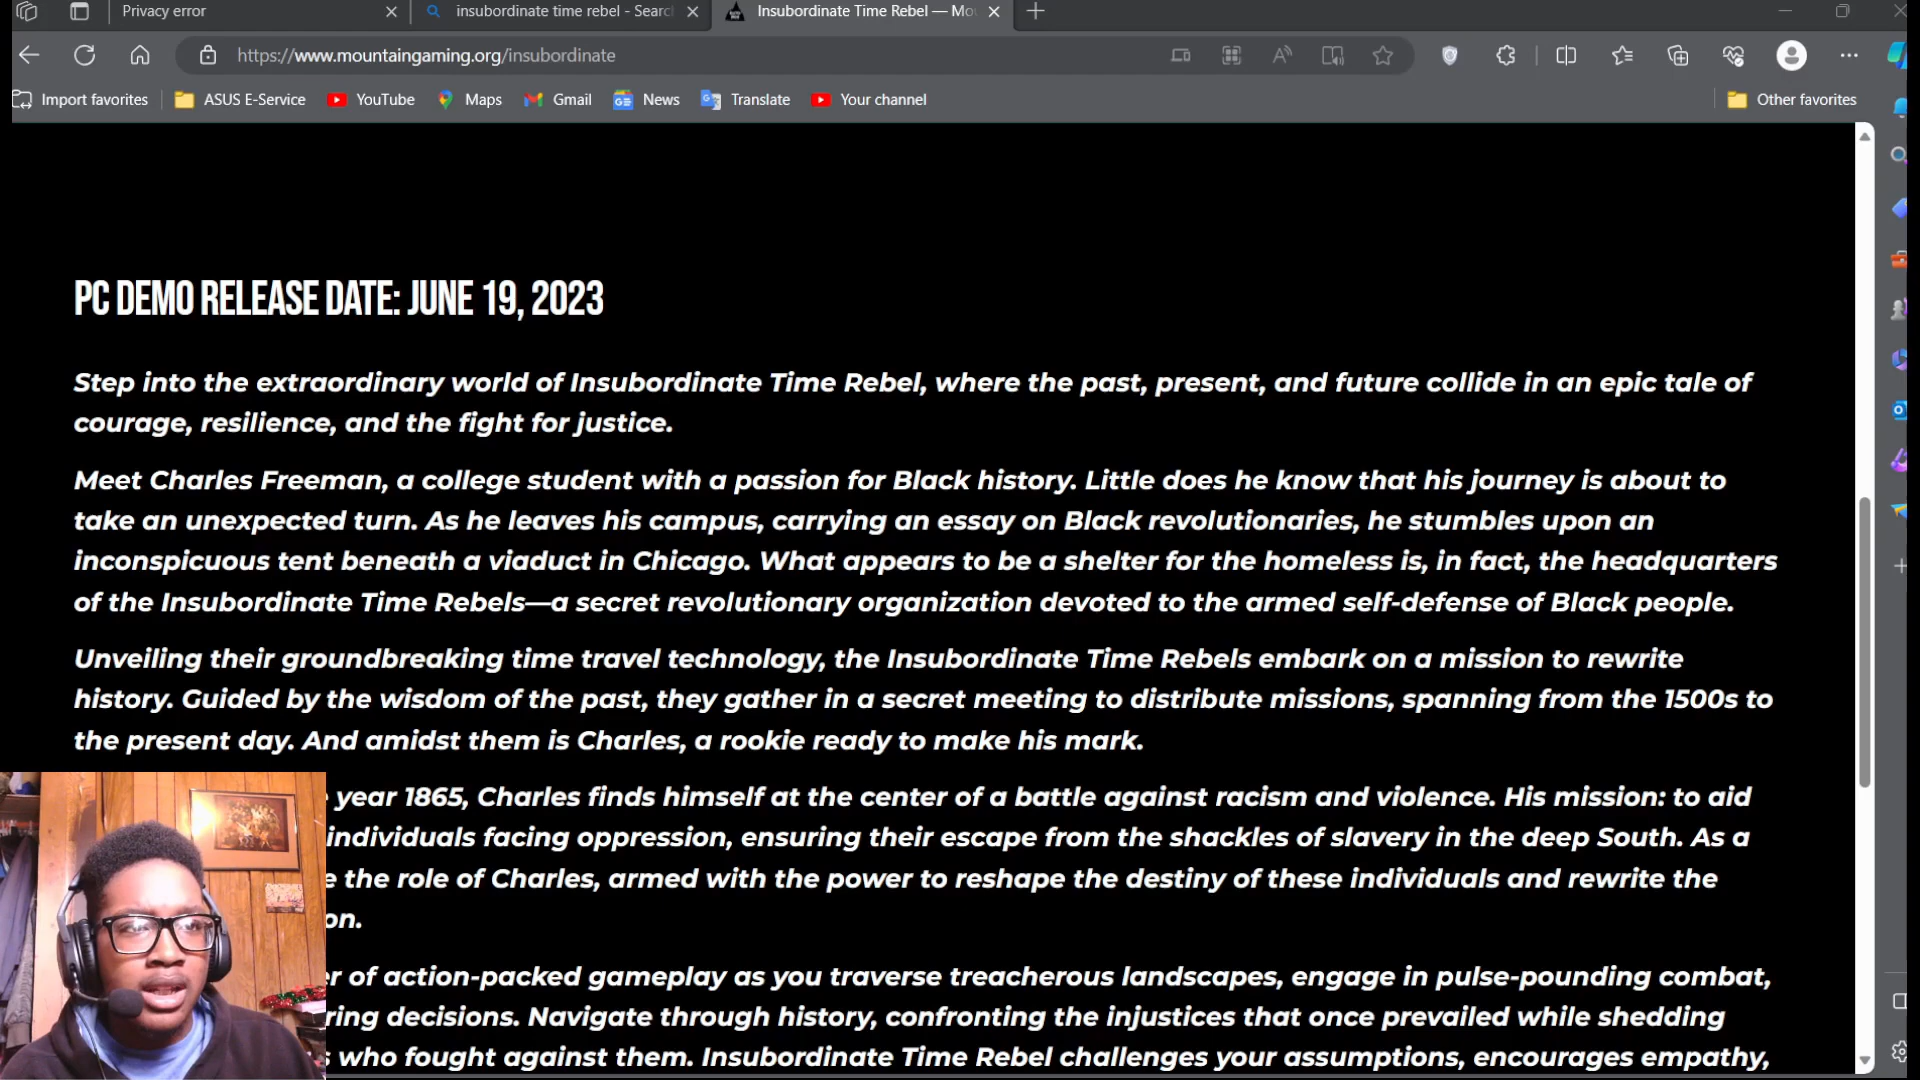 Privacy error
insubordinate time rebel - Searc
Insubordinate Time Rebel — Mo
https://www.mountaingaming.org/insubordinate
Import favorites
ASUS E-Service
YouTube
Maps
Gmail
News
Translate
Your channel
Other favorites
PC DEMO RELEASE DATE: JUNE 19, 2023
Step into the extraordinary world of Insubordinate Time Rebel, where the past, present, and future collide in an epic tale of
courage, resilience, and the fight for justice.
Meet Charles Freeman, a college student with a passion for Black history. Little does he know that his journey is about to
take an unexpected turn. As he leaves his campus, carrying an essay on Black revolutionaries, he stumbles upon an
inconspicuous tent beneath a viaduct in Chicago. What appears to be a shelter for the homeless is, in fact, the headquarters
of the Insubordinate Time Rebels—a secret revolutionary organization devoted to the armed self-defense of Black people.
Unveiling their groundbreaking time travel technology, the Insubordinate Time Rebels embark on a mission to rewrite
history. Guided by the wisdom of the past, they gather in a secret meeting to distribute missions, spanning from the 1500s to
the present day. And amidst them is Charles, a rookie ready to make his mark.
year 1865, Charles finds himself at the center of a battle against racism and violence. His mission: to aid
individuals facing oppression, ensuring their escape from the shackles of slavery in the deep South. As a
e the role of Charles, armed with the power to reshape the destiny of these individuals and rewrite the
on.
er of action-packed gameplay as you traverse treacherous landscapes, engage in pulse-pounding combat,
ring decisions. Navigate through history, confronting the injustices that once prevailed while shedding
s who fought against them. Insubordinate Time Rebel challenges your assumptions, encourages empathy,